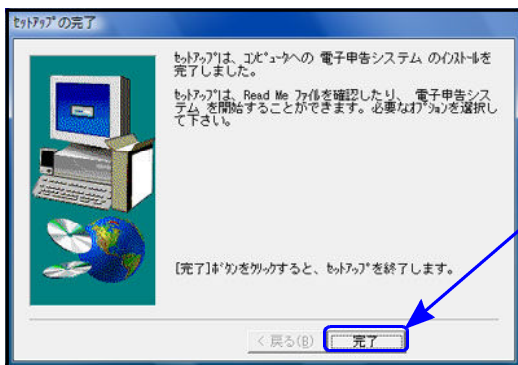 ｾｯﾄｱｯﾌﾟの完了
ｾｯﾄｱｯﾌﾟは、ｺﾝﾋﾟｭｰﾀへの 電子申告システム のｲﾝｽﾄｰﾙを
完了しました。
ｾｯﾄｱｯﾌﾟは、Read Me ﾌｧｲﾙを確認したり、 電子申告シス
テム を開始することができます。必要なｵﾌﾟｼｮﾝを選択し
て下さい。
[完了]ﾎﾞﾀﾝをｸﾘｯｸすると、ｾｯﾄｱｯﾌﾟを終了します。
< 戻る(B)
完了